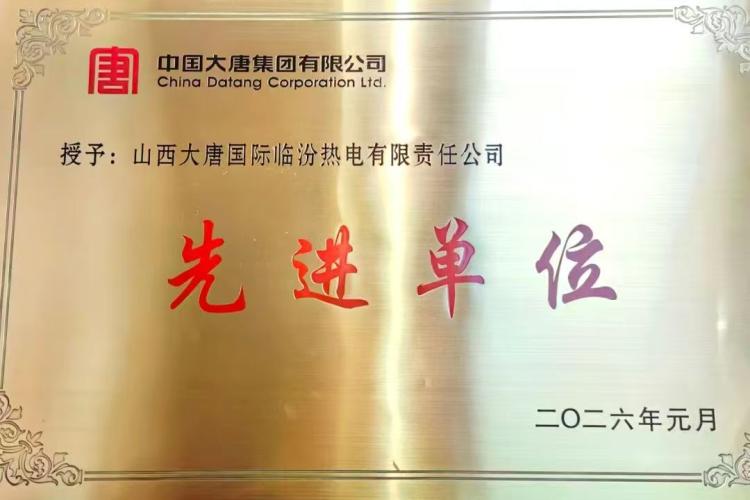 唐
中国大唐集团有限公司
China Datang Corporation Ltd.
授予：山西大唐国际临汾热电有限责任公司
先进单位
二〇二六年元月